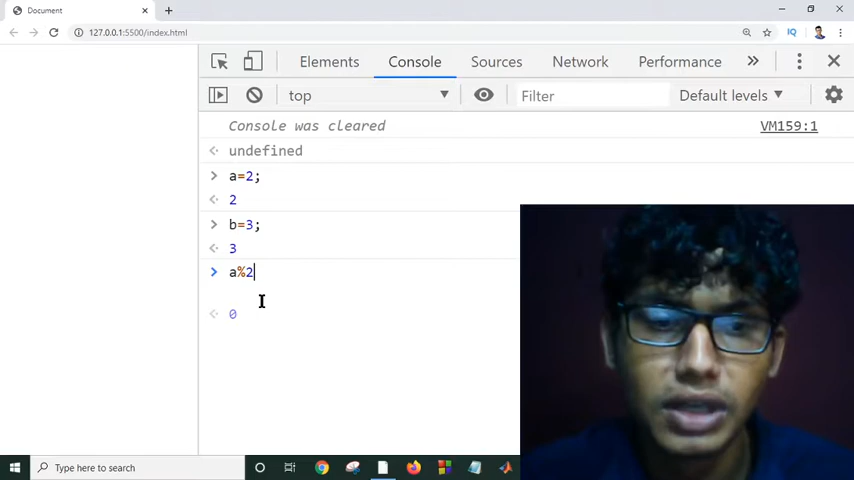 Document
127.0.0.1:5500/index.html
IQ
Elements Console Sources Network Performance
top Filter Default levels
Console was cleared VM159:1
undefined
a=2;
2
b=3;
3
a%2
0
Type here to search